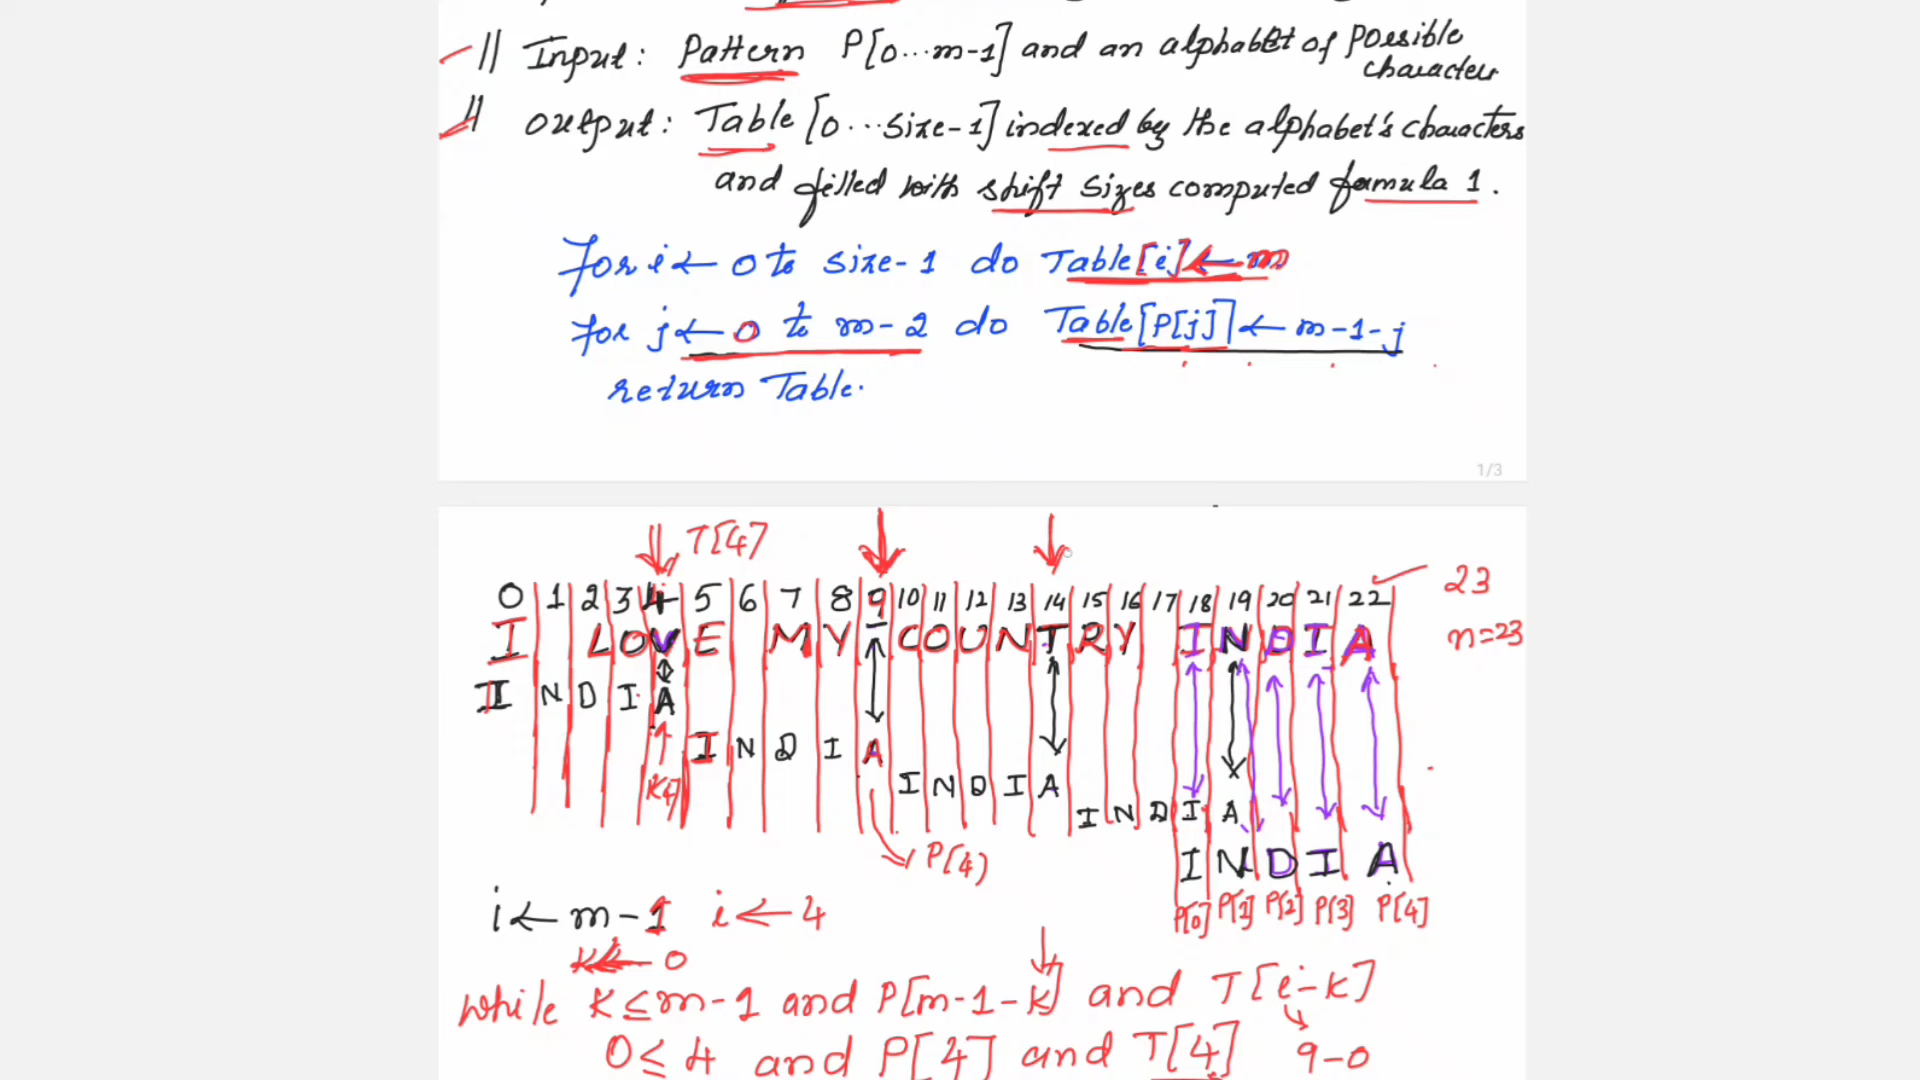 // Input: Pattern P[0...m-1] and an alphabet of possible
character
// output: Table [0...size-1] indexed by the alphabet's characters
and filled with shift sizes computed formula 1.
For i ← 0 to size-1 do Table[i] ← m
for j ← 0 to m-2 do Table[P[j]] ← m-1-j
return Table.
1/3
T[4]
0 1 2 3 4 5 6 7 8 9 10 11 12 13 14 15 16 17 18 19 20 21 22 23
I LOVE MY _ COUNTRY INDIA n=23
I N D I A
I N D I A
K4]
I N D I A
I N D I A
P(4)
I N D I A
P[0] P[1] P[2] P[3] P[4]
i ← m-1 i ← 4
K ← 0
while K ≤ m-1 and P[m-1-k] and T[i-k]
0 ≤ 4 and P[4] and T[4] 9-0